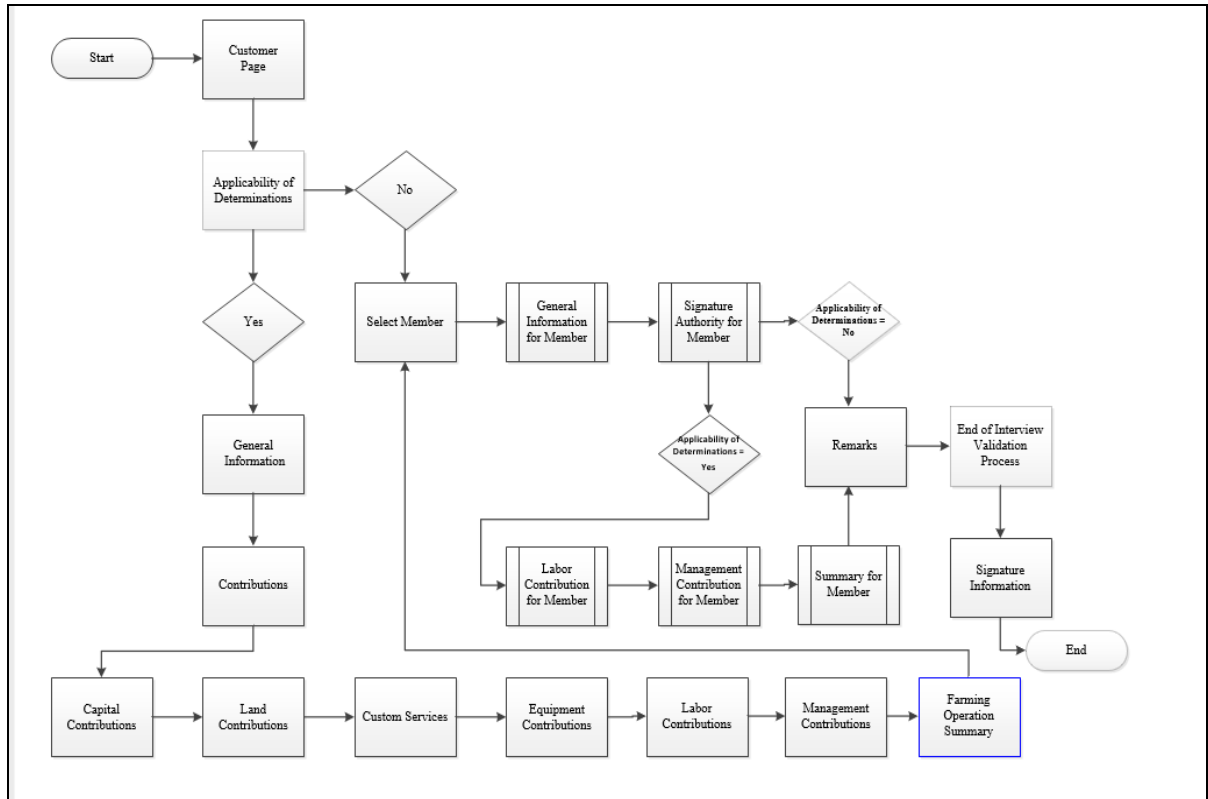 Start
Customer
Page
Applicability of
Determinations
No
Yes
Select Member
General
Information
for Member
Signature
Authority for
Member
Applicability of
Determinations =
No
General
Information
Applicability of
Determinations =
Yes
Remarks
End of Interview
Validation
Process
Contributions
Labor
Contribution
for Member
Management
Contribution
for Member
Summary for
Member
Signature
Information
End
Capital
Contributions
Land
Contributions
Custom Services
Equipment
Contributions
Labor
Contributions
Management
Contributions
Farming
Operation
Summary